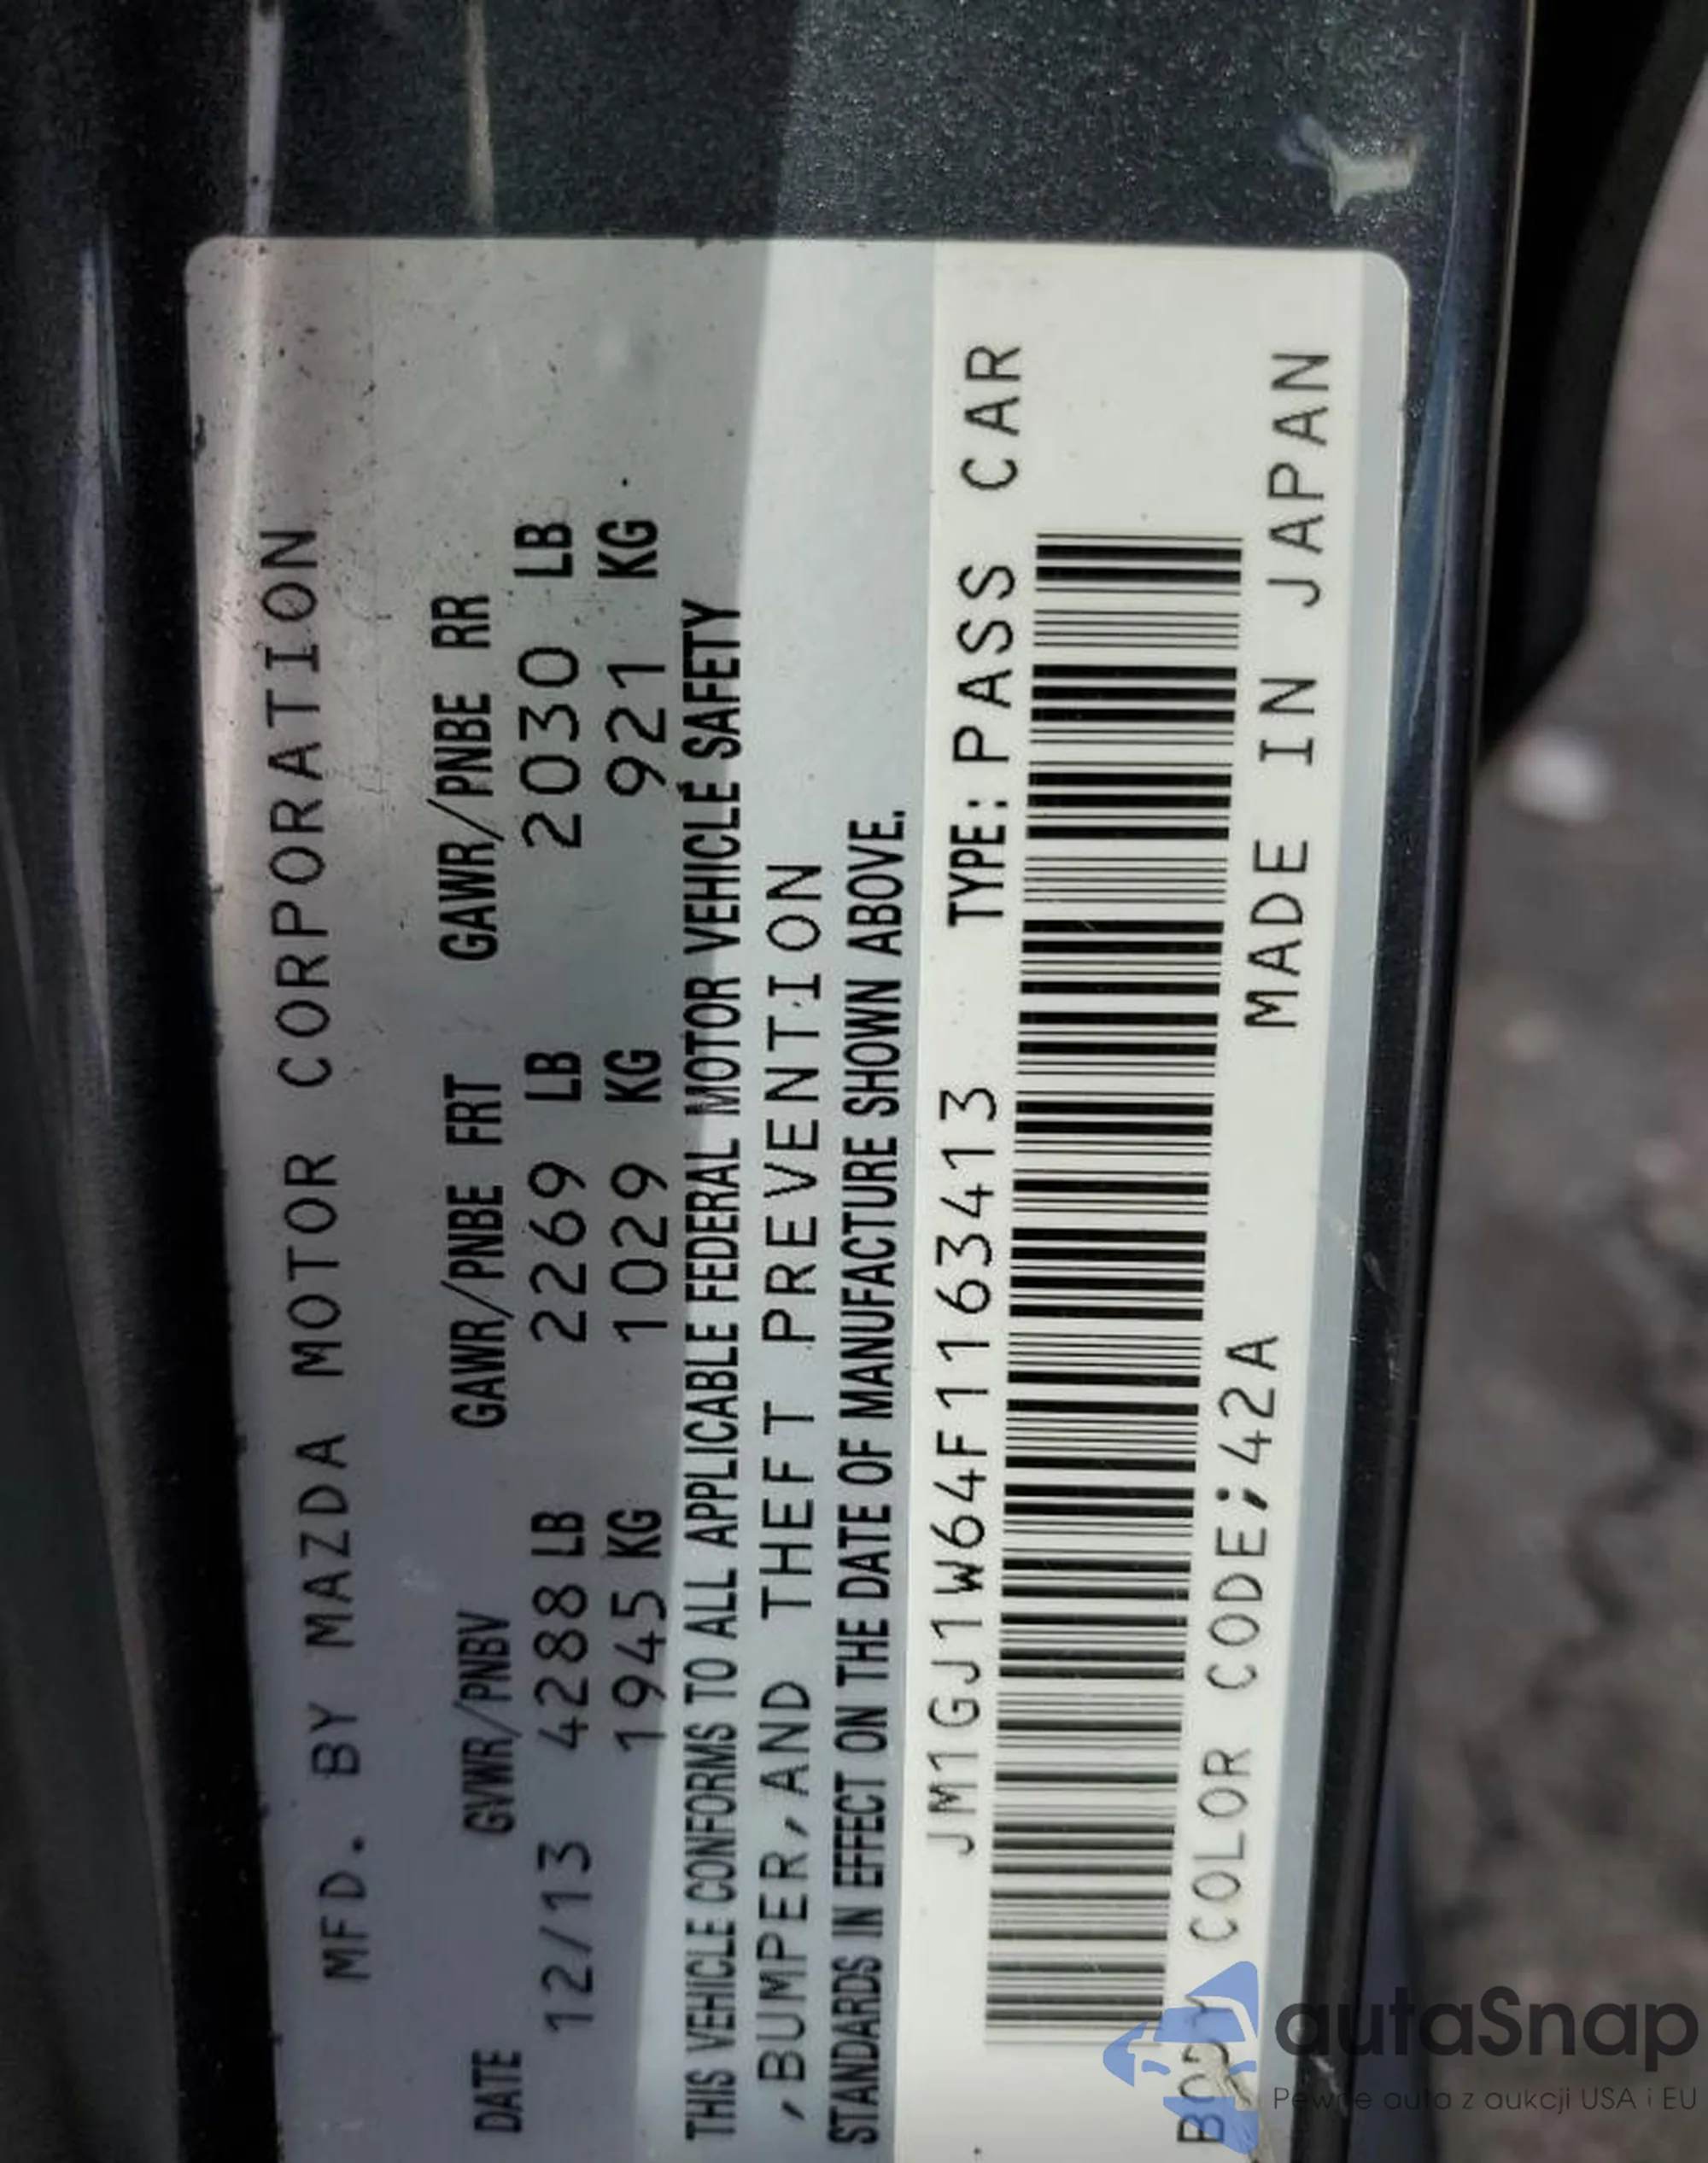 MFD. BY MAZDA MOTOR CORPORATION
DATE GVWR/PNBV GAWR/PNBE FRT GAWR/PNBE RR
12/13 4288 LB 2269 LB 2030 LB
1945 KG 1029 KG 921 KG
THIS VEHICLE CONFORMS TO ALL APPLICABLE FEDERAL MOTOR VEHICLE SAFETY
,BUMPER,AND THEFT PREVENTION
STANDARDS IN EFFECT ON THE DATE OF MANUFACTURE SHOWN ABOVE.
JM1GJ1W64F1163413 TYPE: PASS CAR
BODY COLOR CODE;42A MADE IN JAPAN
autaSnap
Pewne auta z aukcji USA i EU